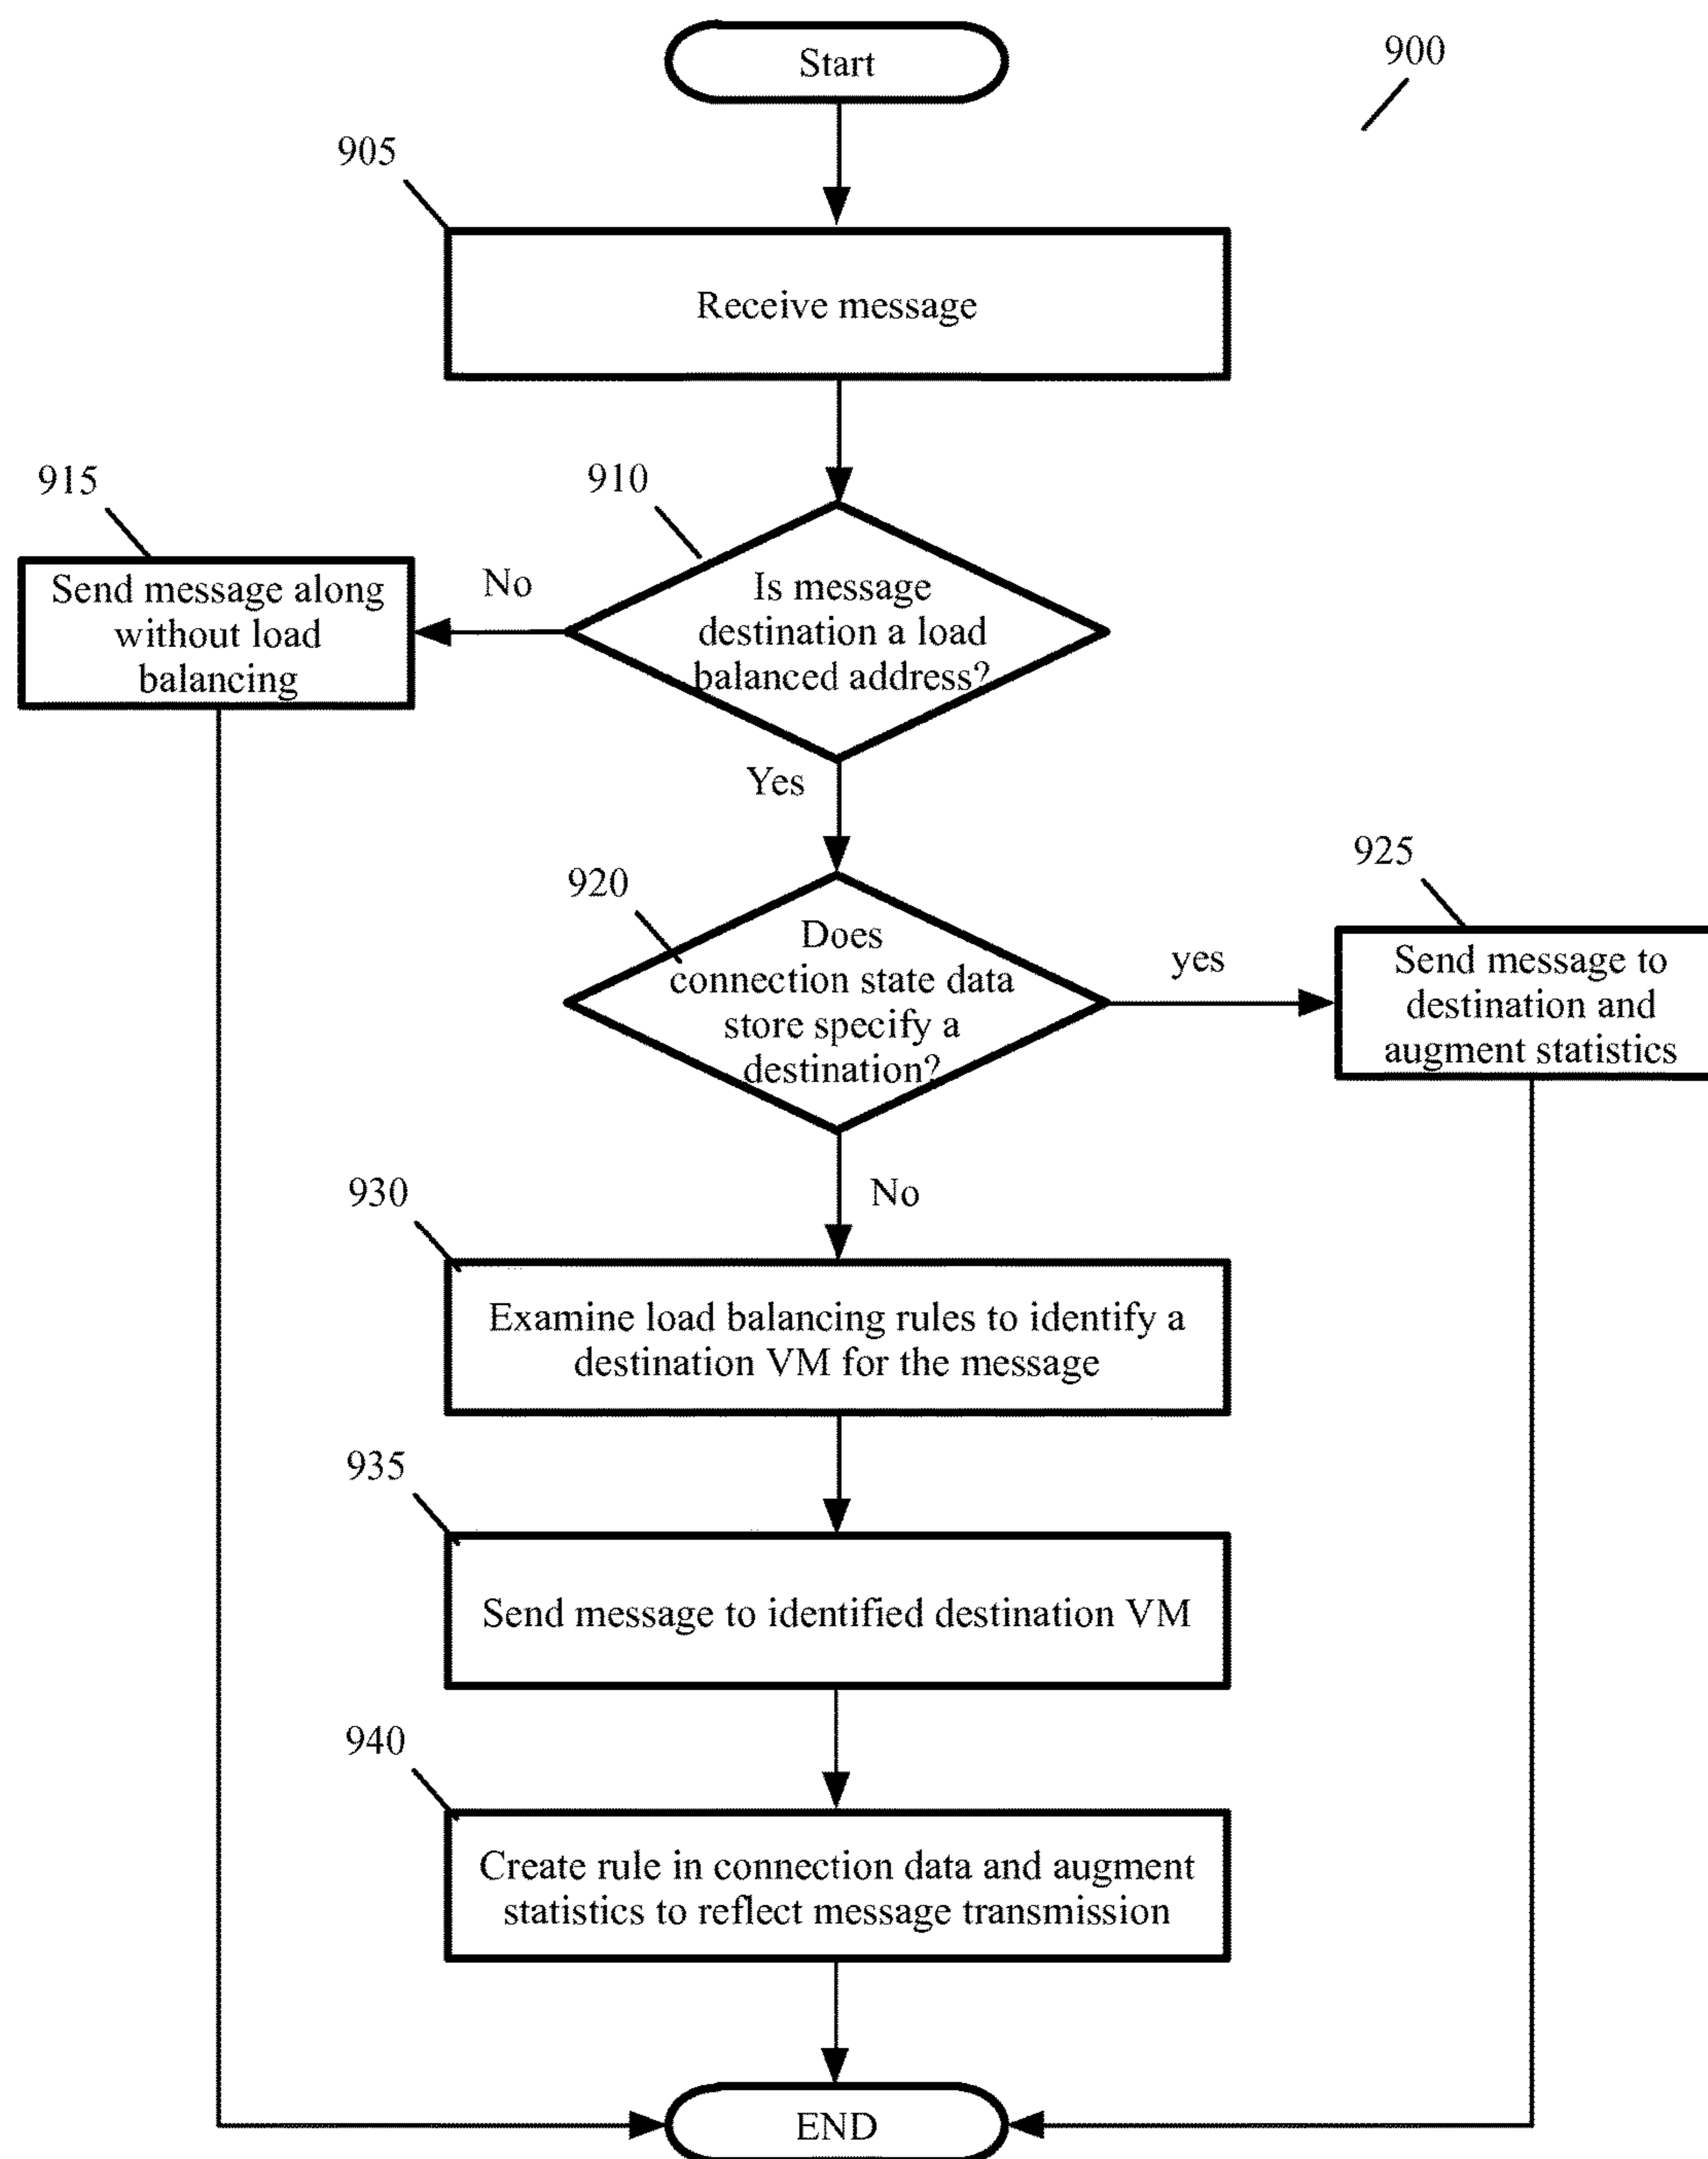 Start
900
905
Receive message
915
910
Send message along
without load
balancing
No
Is message
destination a load
balanced address?
Yes
920
925
Does
connection state data
store specify a
destination?
yes
Send message to
destination and
augment statistics
No
930
Examine load balancing rules to identify a
destination VM for the message
935
Send message to identified destination VM
940
Create rule in connection data and augment
statistics to reflect message transmission
END